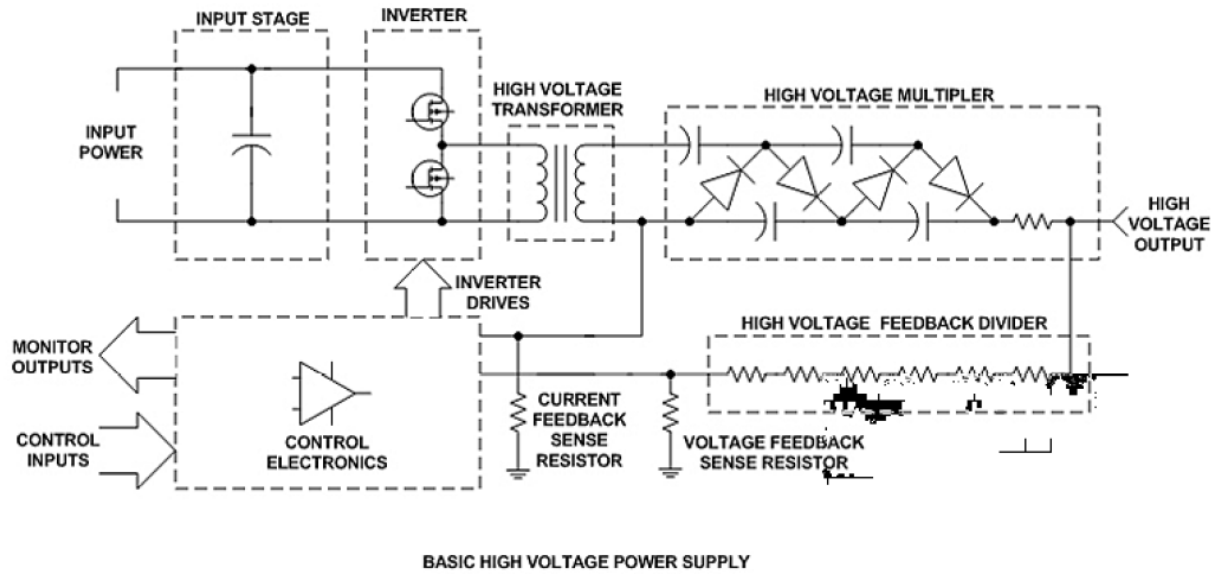 INPUT STAGE
INVERTER
HIGH VOLTAGE
TRANSFORMER
HIGH VOLTAGE MULTIPLER
INPUT
POWER
HIGH
VOLTAGE
OUTPUT
INVERTER
DRIVES
MONITOR
OUTPUTS
HIGH VOLTAGE FEEDBACK DIVIDER
CONTROL
INPUTS
CONTROL
ELECTRONICS
CURRENT
FEEDBACK
SENSE
RESISTOR
VOLTAGE FEEDBACK
SENSE RESISTOR
BASIC HIGH VOLTAGE POWER SUPPLY